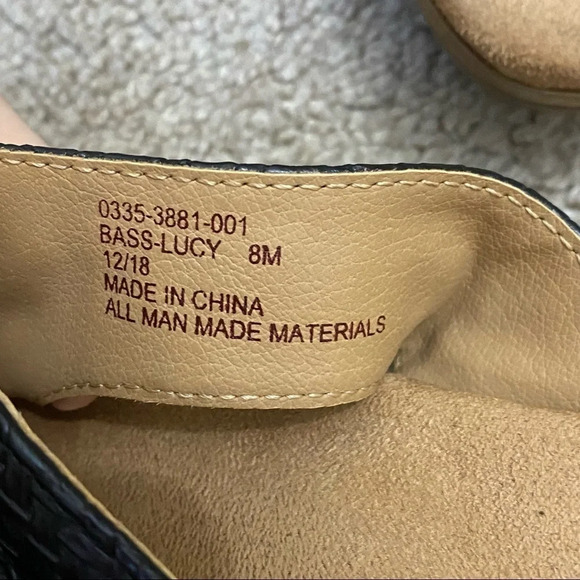 0335-3881-001
BASS-LUCY 8M
12/18
MADE IN CHINA
ALL MAN MADE MATERIALS